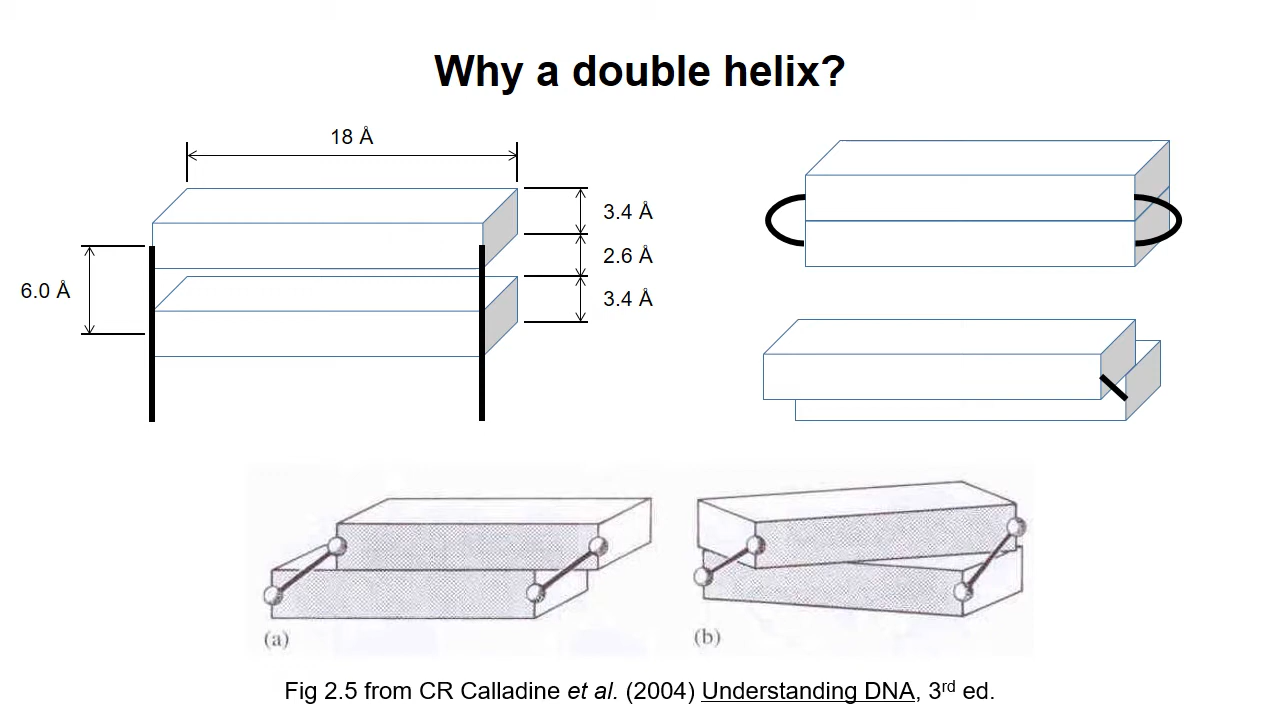 Why a double helix?
18 Å
3.4 Å
2.6 Å
6.0 Å
3.4 Å
(a)
(b)
Fig 2.5 from CR Calladine et al. (2004) Understanding DNA, 3rd ed.